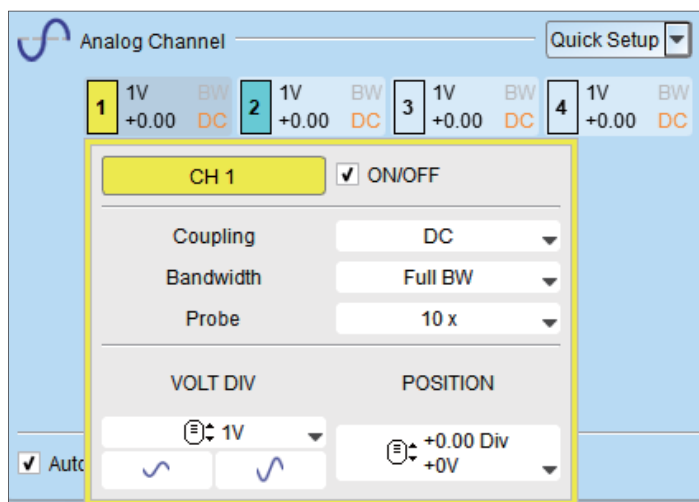 Analog Channel
Quick Setup
1 1V BW +0.00 DC
2 1V BW +0.00 DC
3 1V BW +0.00 DC
4 1V BW +0.00 DC
CH 1
ON/OFF
Coupling DC
Bandwidth Full BW
Probe 10 x
VOLT DIV POSITION
1V
+0.00 Div
+0V